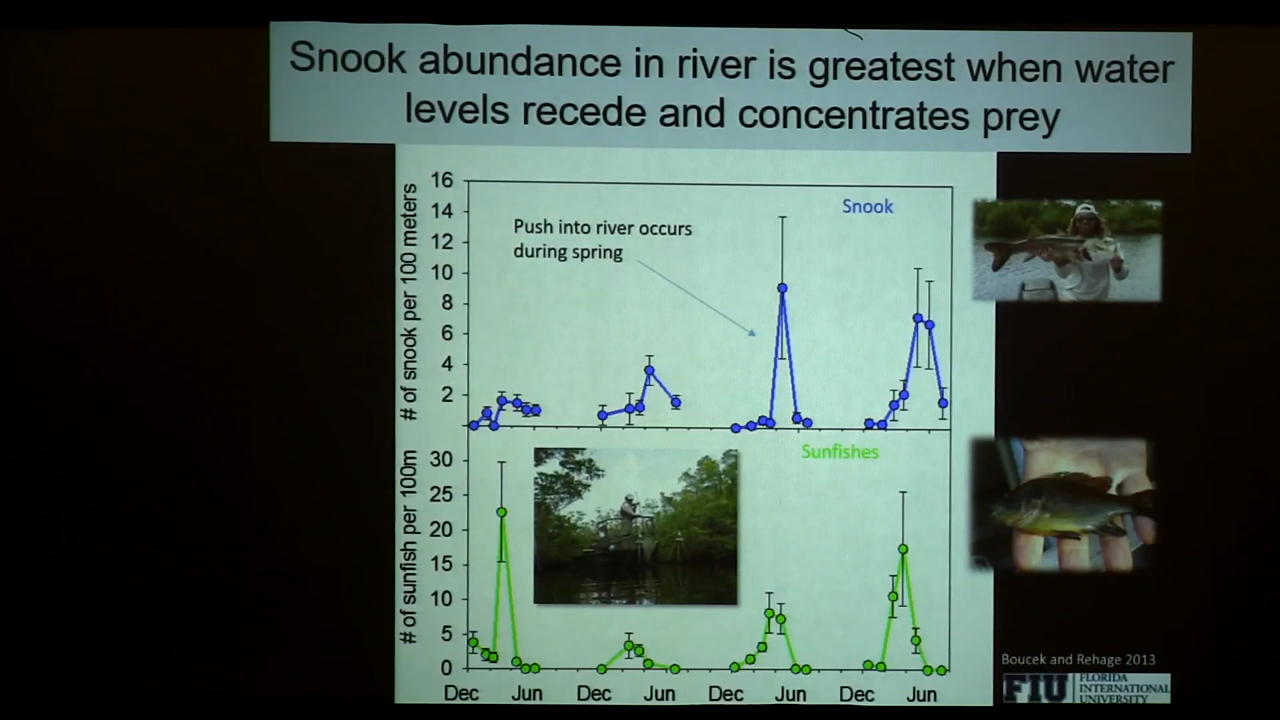 Snook abundance in river is greatest when water
levels recede and concentrates prey
# of snook per 100 meters
16
14
12
10
8
6
4
2
Snook
Push into river occurs
during spring
# of sunfish per 100m
30
25
20
15
10
5
0
Sunfishes
Dec Jun Dec Jun Dec Jun Dec Jun
Boucek and Rehage 2013
FIU
FLORIDA
INTERNATIONAL
UNIVERSITY